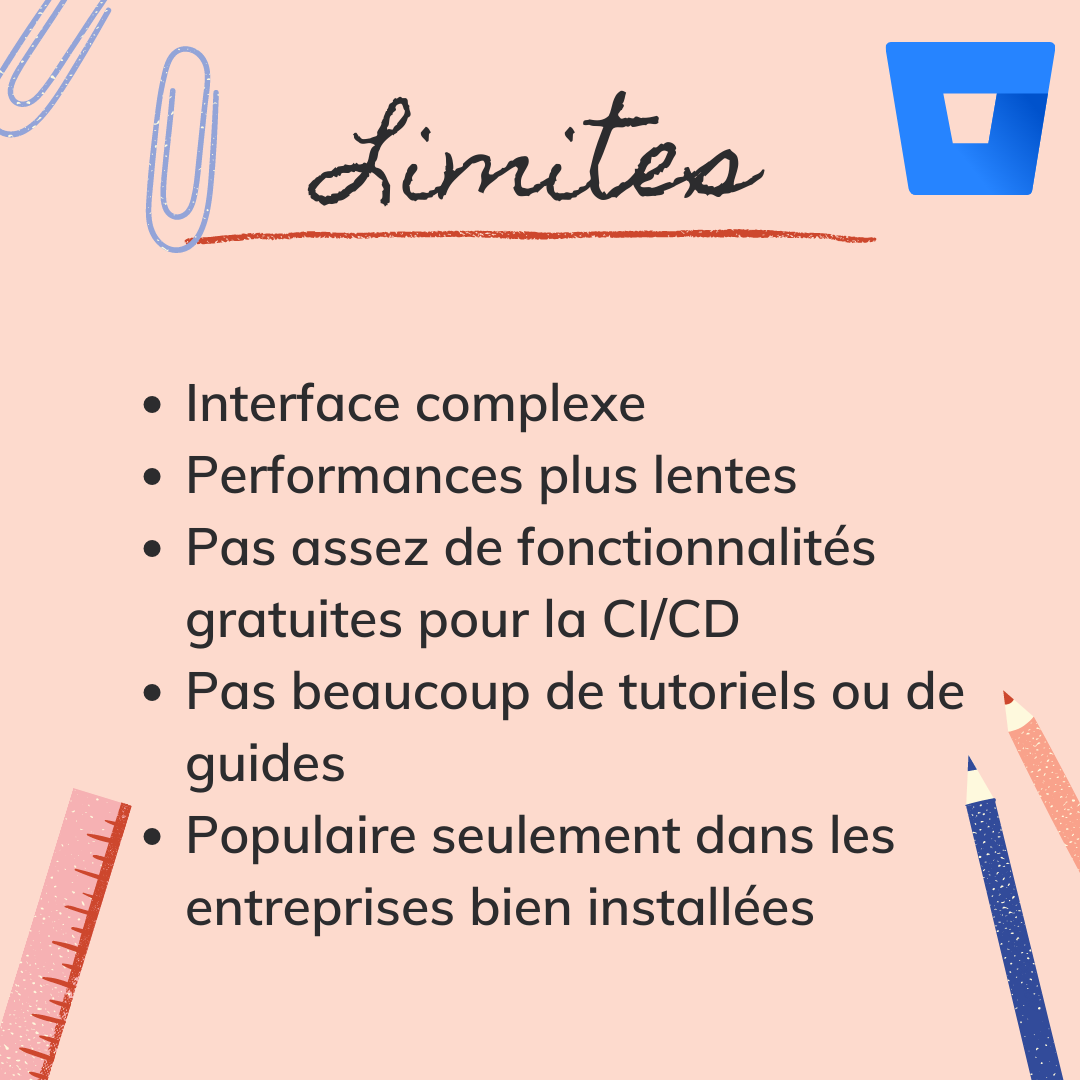 Limites
• Interface complexe
• Performances plus lentes
• Pas assez de fonctionnalités
gratuites pour la CI/CD
• Pas beaucoup de tutoriels ou de
guides
• Populaire seulement dans les
entreprises bien installées